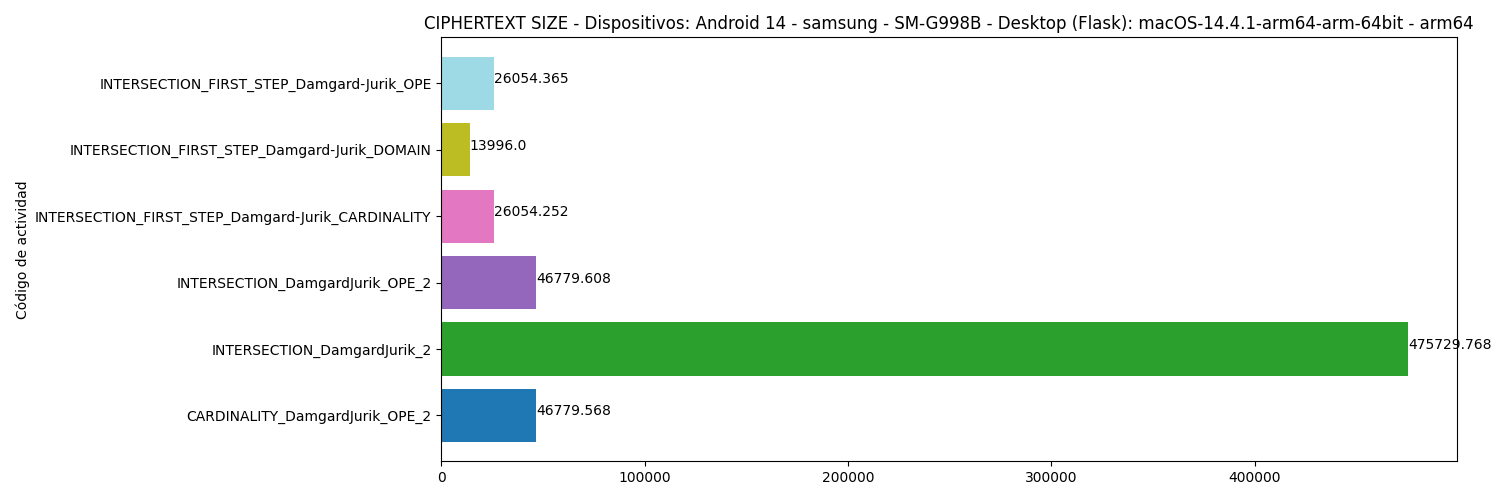 CIPHERTEXT SIZE - Dispositivos: Android 14 - samsung - SM-G998B - Desktop (Flask): macOS-14.4.1-arm64-arm-64bit - arm64
Código de actividad
INTERSECTION_FIRST_STEP_Damgard-Jurik_OPE
26054.365
INTERSECTION_FIRST_STEP_Damgard-Jurik_DOMAIN
13996.0
INTERSECTION_FIRST_STEP_Damgard-Jurik_CARDINALITY
26054.252
INTERSECTION_DamgardJurik_OPE_2
46779.608
INTERSECTION_DamgardJurik_2
475729.768
CARDINALITY_DamgardJurik_OPE_2
46779.568
0 100000 200000 300000 400000